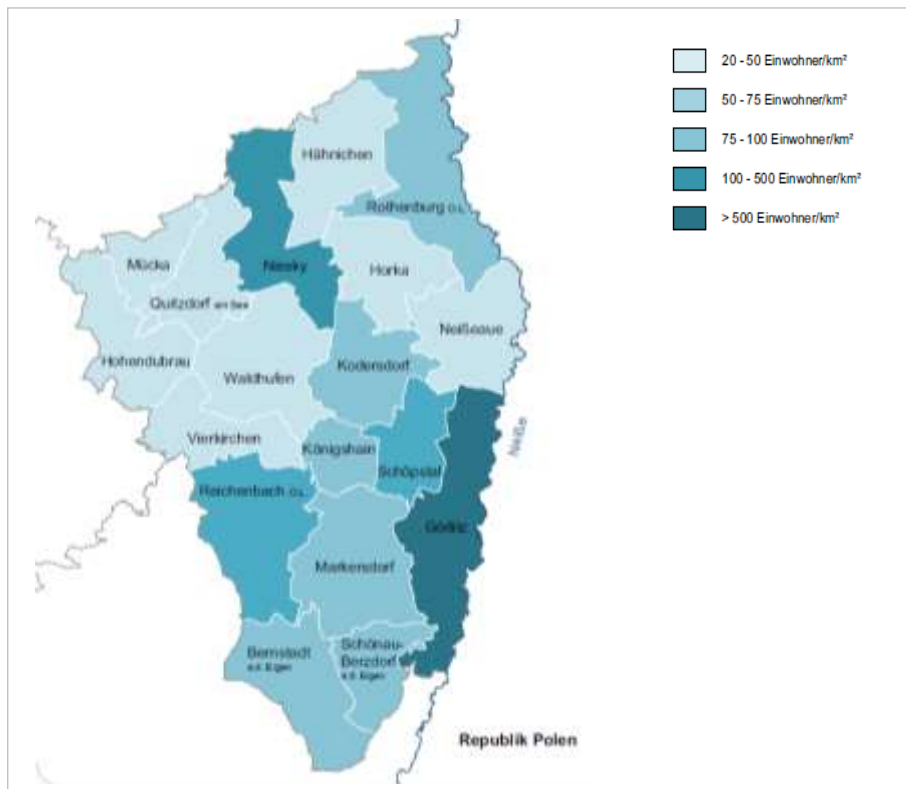 20 - 50 Einwohner/km²
50 - 75 Einwohner/km²
75 - 100 Einwohner/km²
100 - 500 Einwohner/km²
> 500 Einwohner/km²
Hähnichen
Rothenburg O.L.
Mücka
Niesky
Horka
Quitzdorf am See
Neißeaue
Hohendubrau
Kodersdorf
Waldhufen
Neiße
Vierkirchen
Königshain
Schöpstal
Reichenbach O.L.
Görlitz
Markersdorf
Bernstadt
a.d. Eigen
Schönau-
Berzdorf
a.d. Eigen
Republik Polen